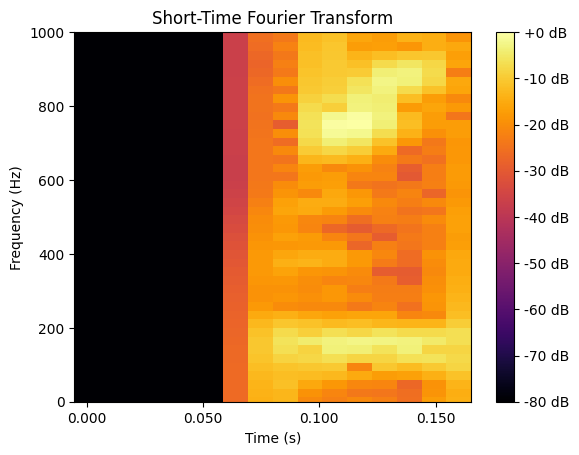 Short-Time Fourier Transform
Frequency (Hz)
1000
800
600
400
200
0
0.000
0.050
0.100
0.150
Time (s)
+0 dB
-10 dB
-20 dB
-30 dB
-40 dB
-50 dB
-60 dB
-70 dB
-80 dB